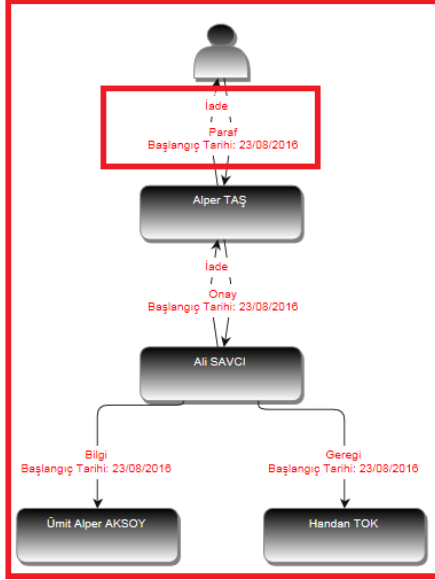 İade
Paraf
Başlangıç Tarihi: 23/08/2016
Alper TAŞ
İade
Onay
Başlangıç Tarihi: 23/08/2016
Ali SAVCI
Bilgi
Başlangıç Tarihi: 23/08/2016
Geregi
Başlangıç Tarihi: 23/08/2016
Ümit Alper AKSOY
Handan TOK